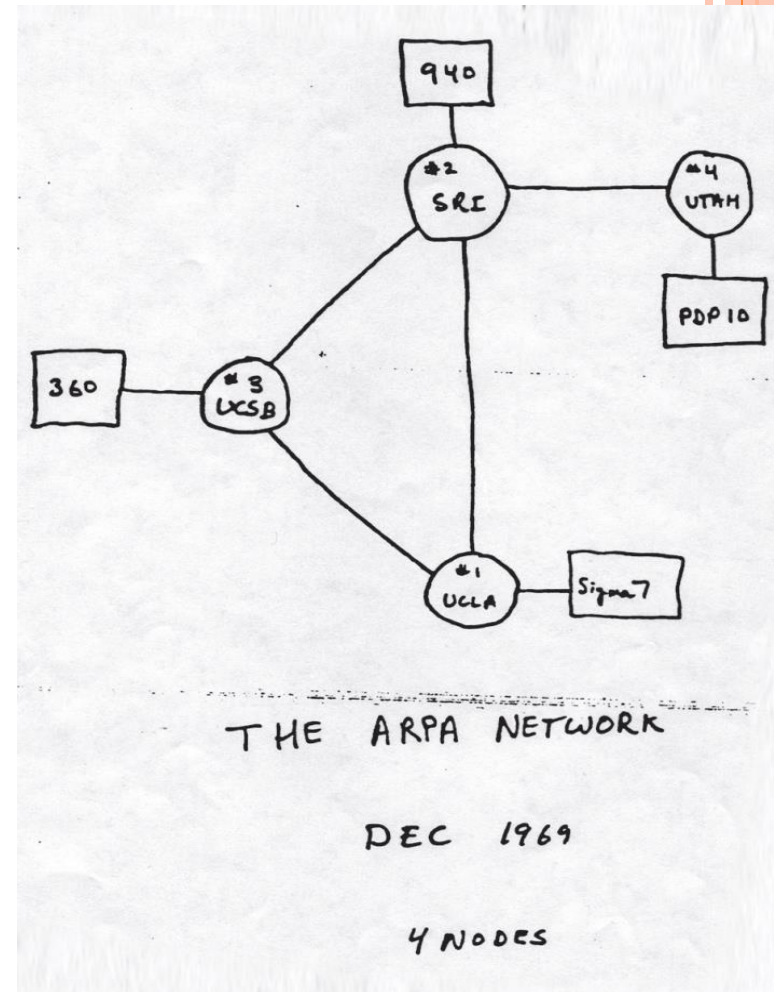 940
#2
SRI
#4
UTAH
PDP 10
360
#3
UCSB
#1
UCLA
Sigma 7
THE ARPA NETWORK
DEC 1969
4 NODES